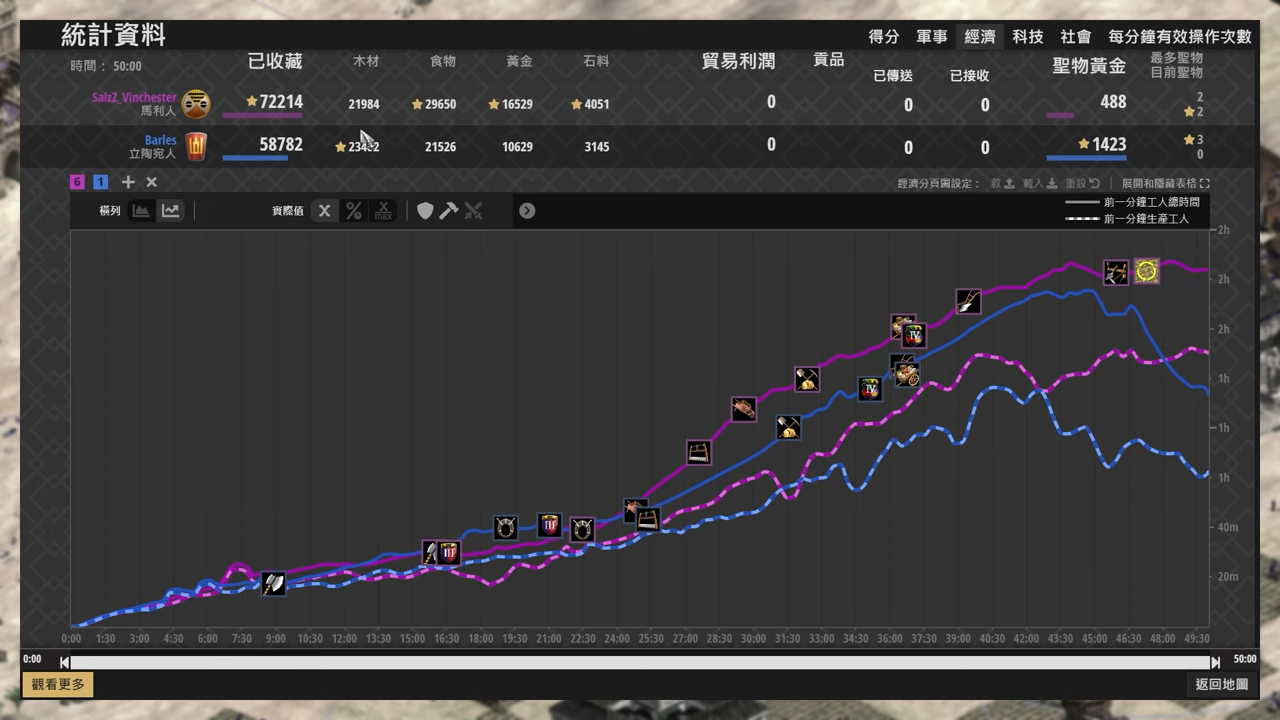 統計資料
得分 軍事 經濟 科技 社會 每分鐘有效操作次數
時間： 50:00
已收藏 木材 食物 黃金 石料 貿易利潤 貢品 已傳送 已接收 聖物黃金 最多聖物 目前聖物
SalzZ_Vinchester 馬利人 72214 21984 29650 16529 4051 0 0 0 488 2 2
Barles 立陶宛人 58782 21526 10629 3145 0 0 0 1423 3 0
6 1
經濟分頁圖設定： 載入 重設 展開和隱藏表格
橫列 實際值 X % X max
前一分鐘工人總時間
前一分鐘生產工人
2h
2h
2h
1h
1h
1h
40m
20m
III III IV IV
0:00 1:30 3:00 4:30 6:00 7:30 9:00 10:30 12:00 13:30 15:00 16:30 18:00 19:30 21:00 22:30 24:00 25:30 27:00 28:30 30:00 31:30 33:00 34:30 36:00 37:30 39:00 40:30 42:00 43:30 45:00 46:30 48:00 49:30
0:00 50:00
觀看更多 返回地圖